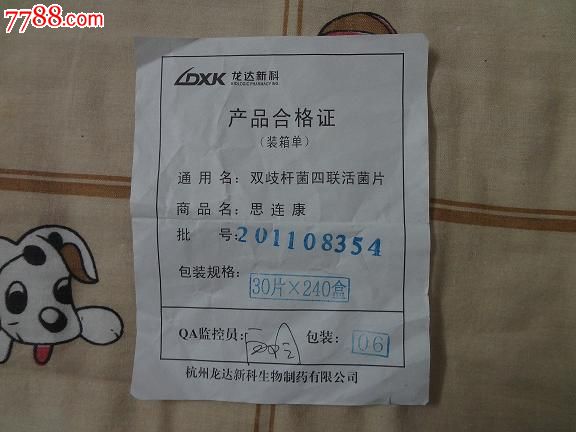 7788.com
LDXK 龙达新科
产品合格证
(装箱单)
通用名：双歧杆菌四联活菌片
商品名：思连康
批号：201108354
包装规格：30片×240盒
QA监控员： 包装：06
杭州龙达新科生物制药有限公司